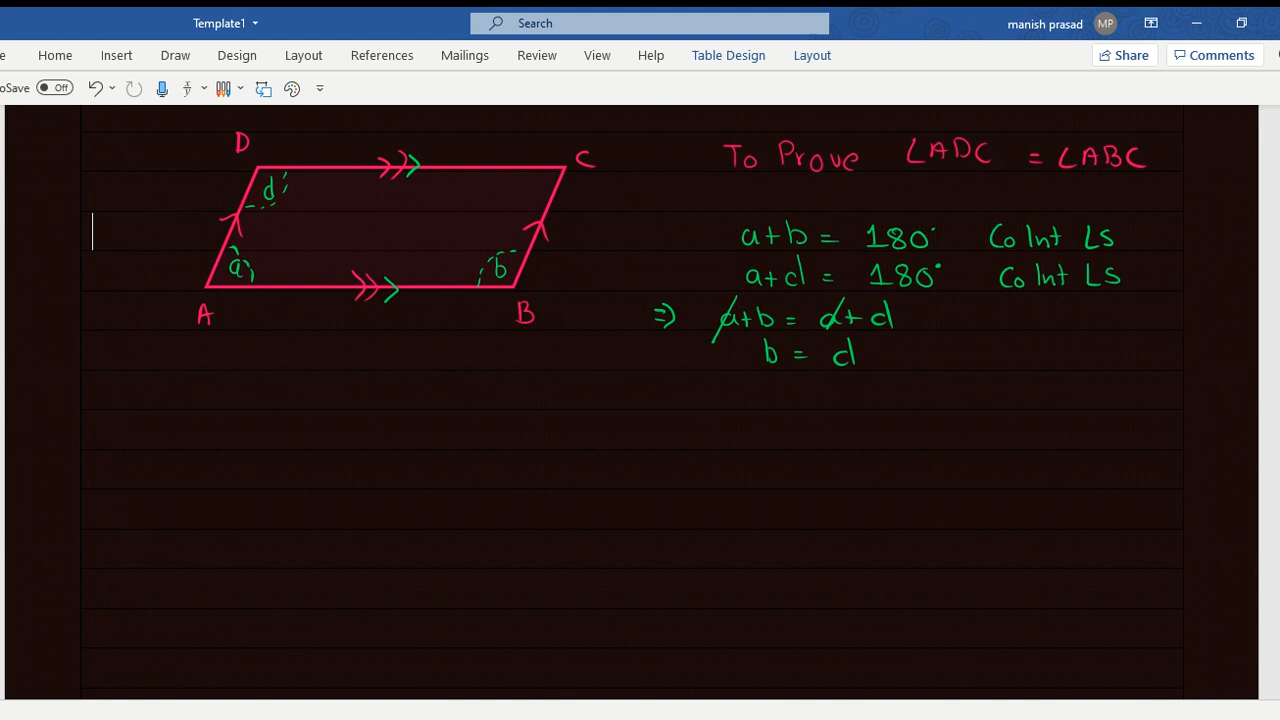 Template1
Search
manish prasad MP
e Home Insert Draw Design Layout References Mailings Review View Help Table Design Layout Share Comments
oSave Off
D
C
To Prove ∠ADC = ∠ABC
d
a
b
A
B
a+b = 180° Co Int ∠s
a+d = 180° Co Int ∠s
⇒ a+b = a+d
b = d